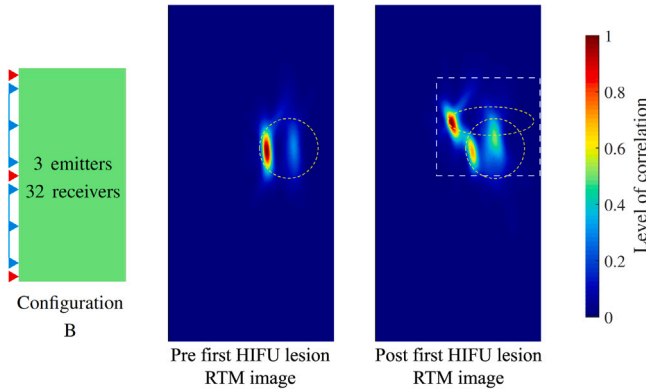 3 emitters
32 receivers
Configuration
B
Pre first HIFU lesion
RTM image
Post first HIFU lesion
RTM image
1
0.8
0.6
0.4
0.2
0
Level of correlation